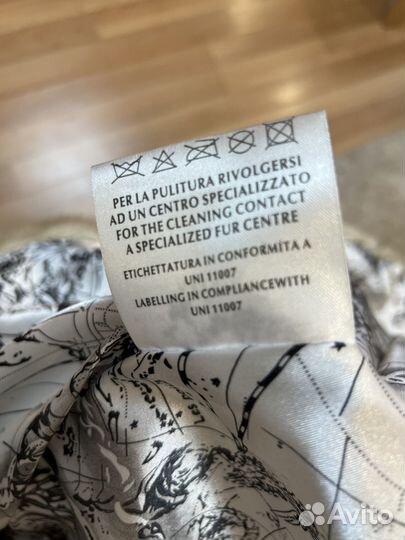 PER LA PULITURA RIVOLGERSI
AD UN CENTRO SPECIALIZZATO
FOR THE CLEANING CONTACT
A SPECIALIZED FUR CENTRE
ETICHETTATURA IN CONFORMITÀ A
UNI 11007
LABELLING IN COMPLIANCEWITH
UNI 11007
Avito